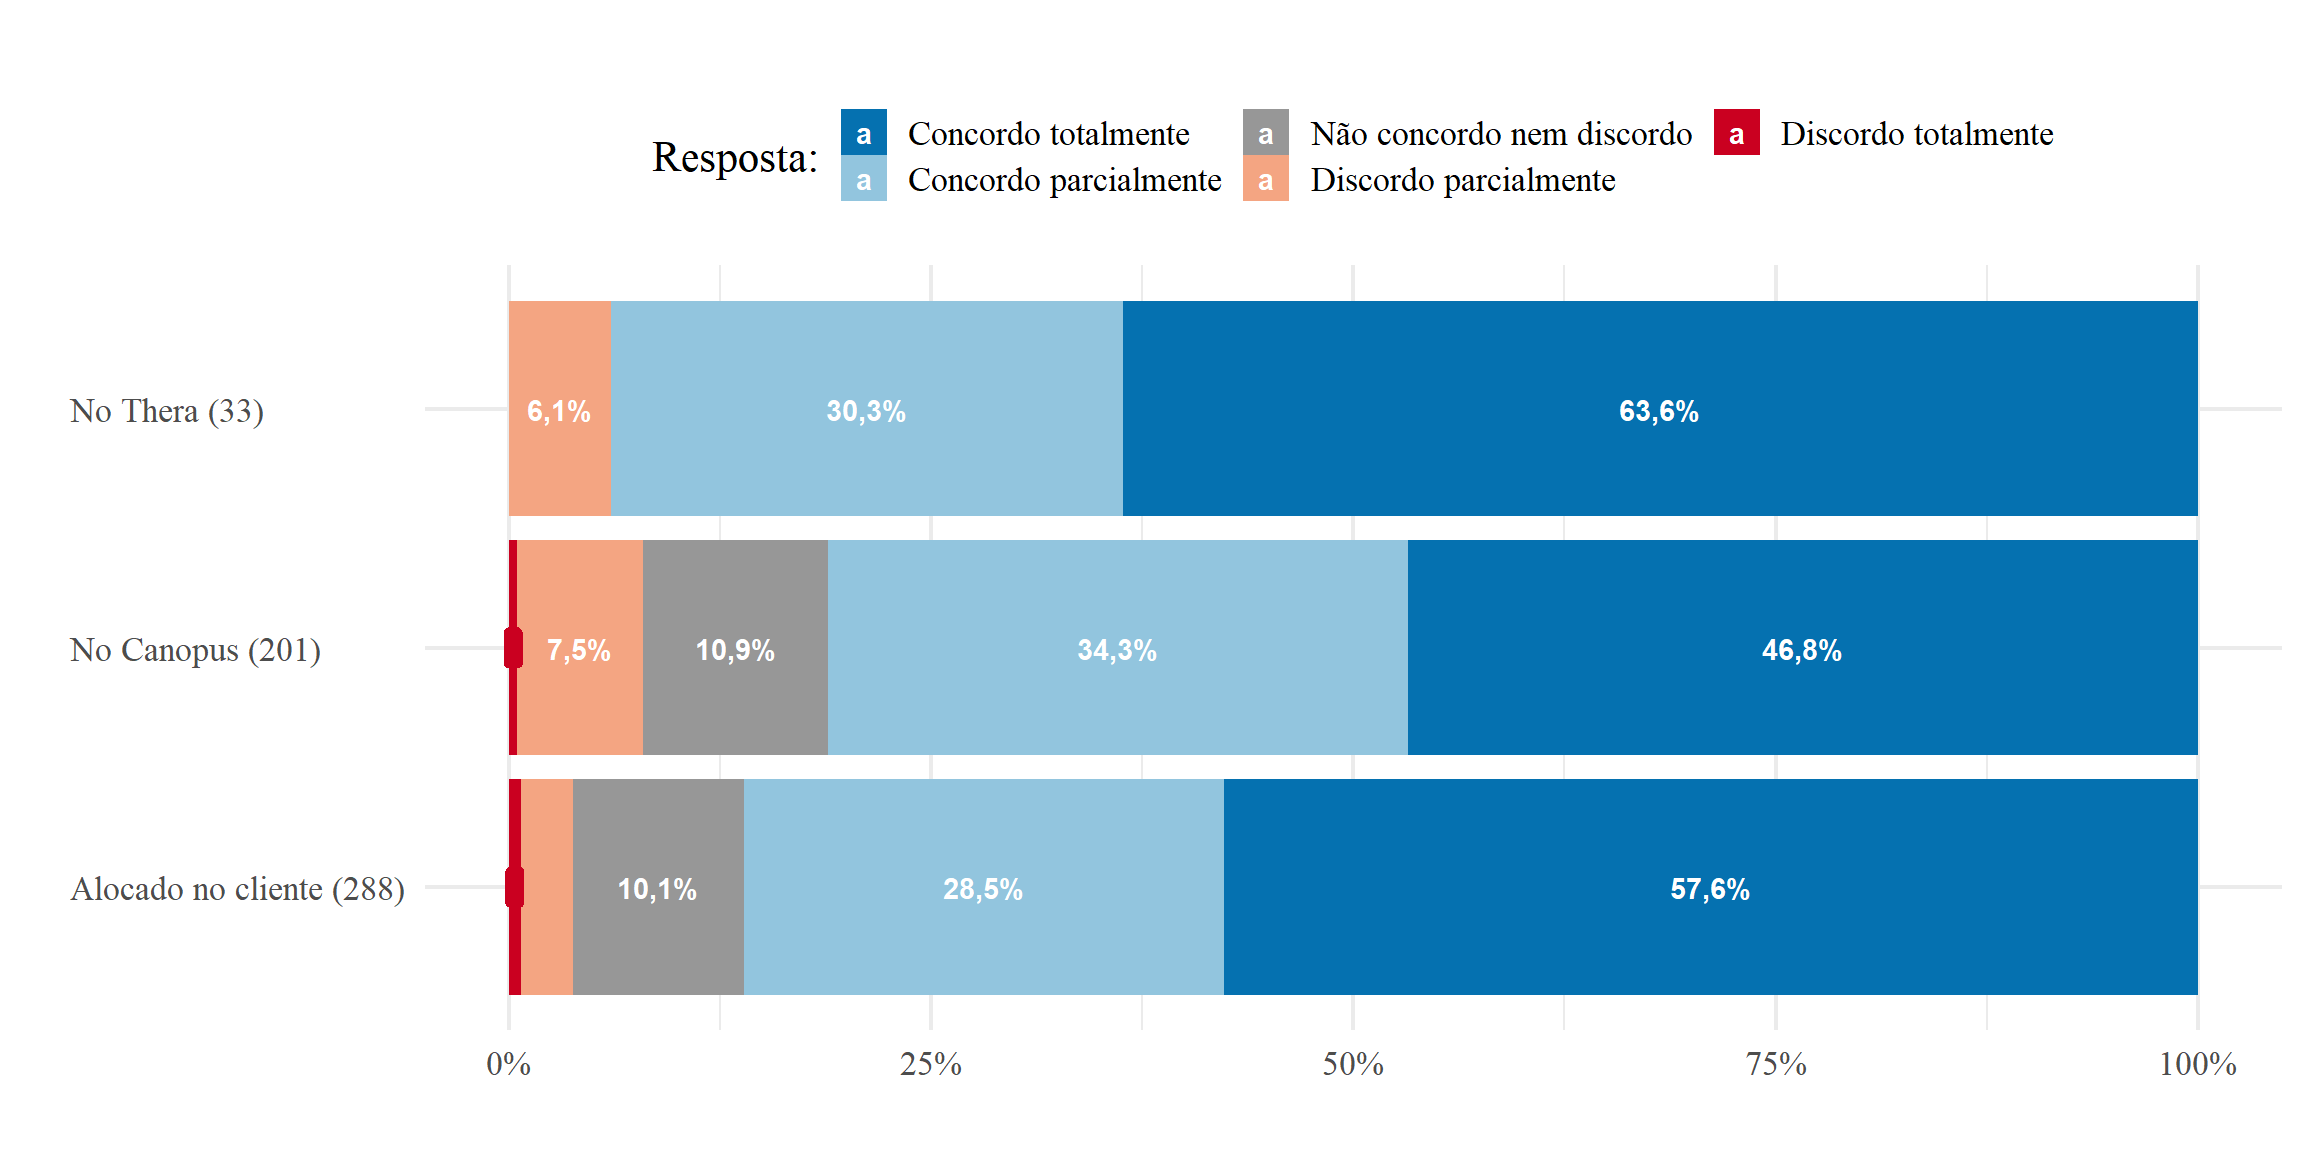 Resposta:
a Concordo totalmente
a Concordo parcialmente
a Não concordo nem discordo
a Discordo parcialmente
a Discordo totalmente
No Thera (33) 6,1% 30,3% 63,6%
No Canopus (201) 7,5% 10,9% 34,3% 46,8%
Alocado no cliente (288) 10,1% 28,5% 57,6%
0% 25% 50% 75% 100%